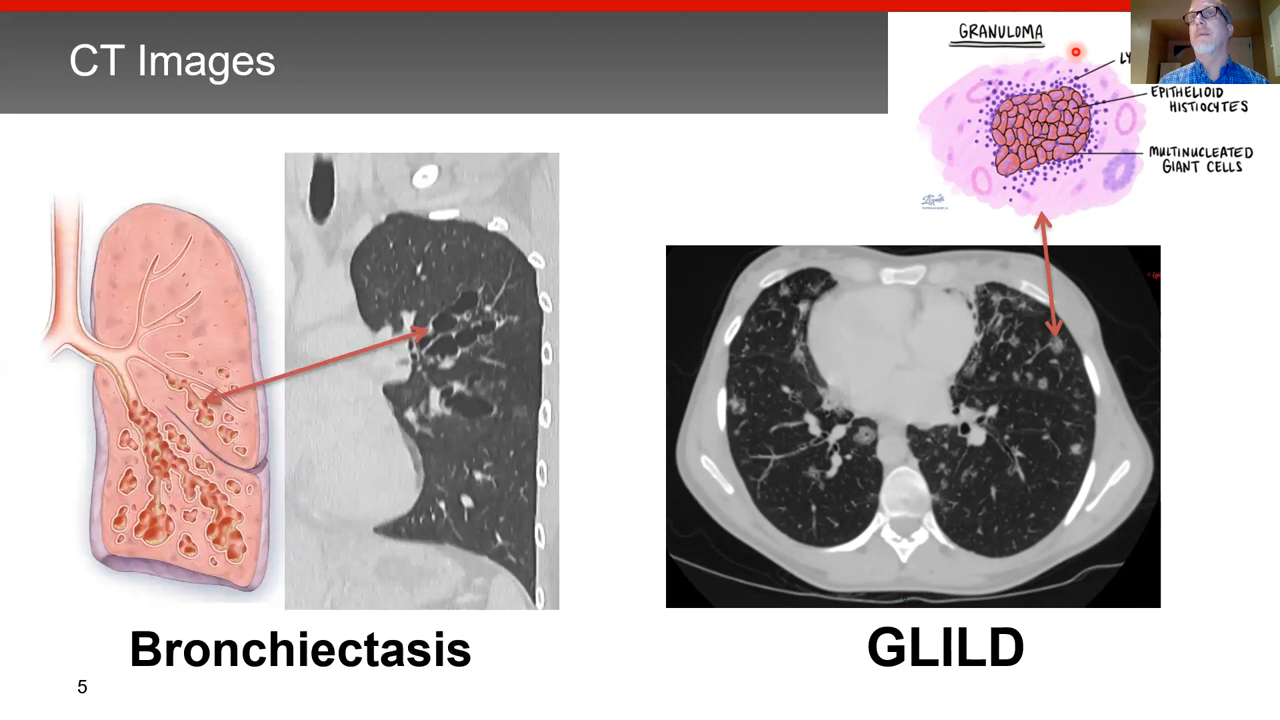 CT Images
GRANULOMA
EPITHELIOID
HISTIOCYTES
MULTINUCLEATED
GIANT CELLS
Bronchiectasis
GLILD
5